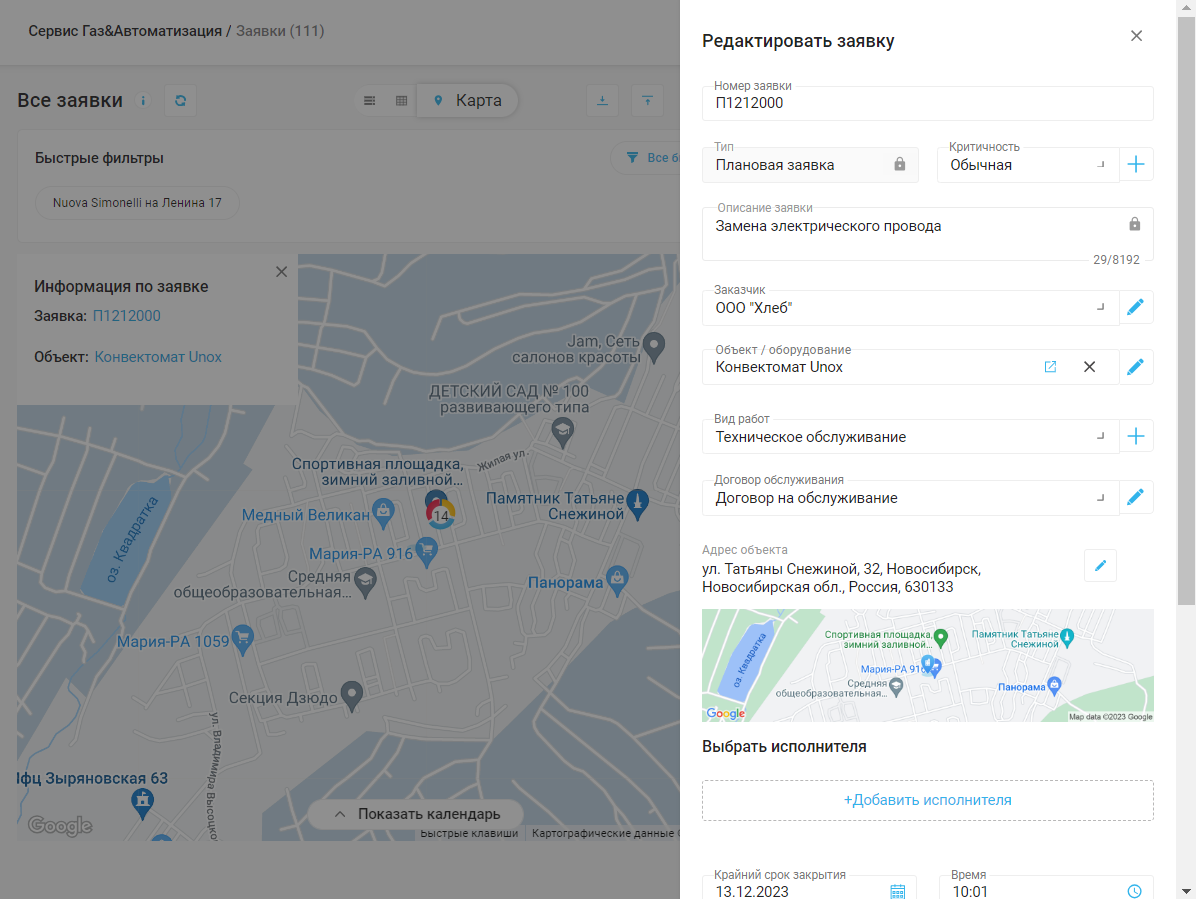 Сервис Газ&Автоматизация / Заявки (111)
Все заявки
Карта
Быстрые фильтры
Nuova Simonelli на Ленина 17
Информация по заявке
Заявка: П1212000
Объект: Конвектомат Unox
Jam, Сеть
салонов красоты
ДЕТСКИЙ САД № 100
развивающего типа
Жилая ул.
Спортивная площадка,
зимний заливной...
Памятник Татьяне
Снежиной
Медный Великан
14
Мария-РА 916
Средняя
общеобразовательная...
Панорама
оз. Квадратка
Мария-РА 1059
Секция Дзюдо
ул. Владимира Высоцкого
Зыряновская 63
Показать календарь
Google
Быстрые клавиши
Картографические данные
Редактировать заявку
Номер заявки
П1212000
Тип
Плановая заявка
Критичность
Обычная
Описание заявки
Замена электрического провода
29/8192
Заказчик
ООО "Хлеб"
Объект / оборудование
Конвектомат Unox
Вид работ
Техническое обслуживание
Договор обслуживания
Договор на обслуживание
Адрес объекта
ул. Татьяны Снежиной, 32, Новосибирск,
Новосибирская обл., Россия, 630133
Спортивная площадка,
зимний заливной...
Памятник Татьяне
Снежиной
оз. Квадратка
Мария-РА 916
Средняя
общеобразовательная...
Панорама
Google
Map data ©2023 Google
Выбрать исполнителя
+Добавить исполнителя
Крайний срок закрытия
13.12.2023
Время
10:01